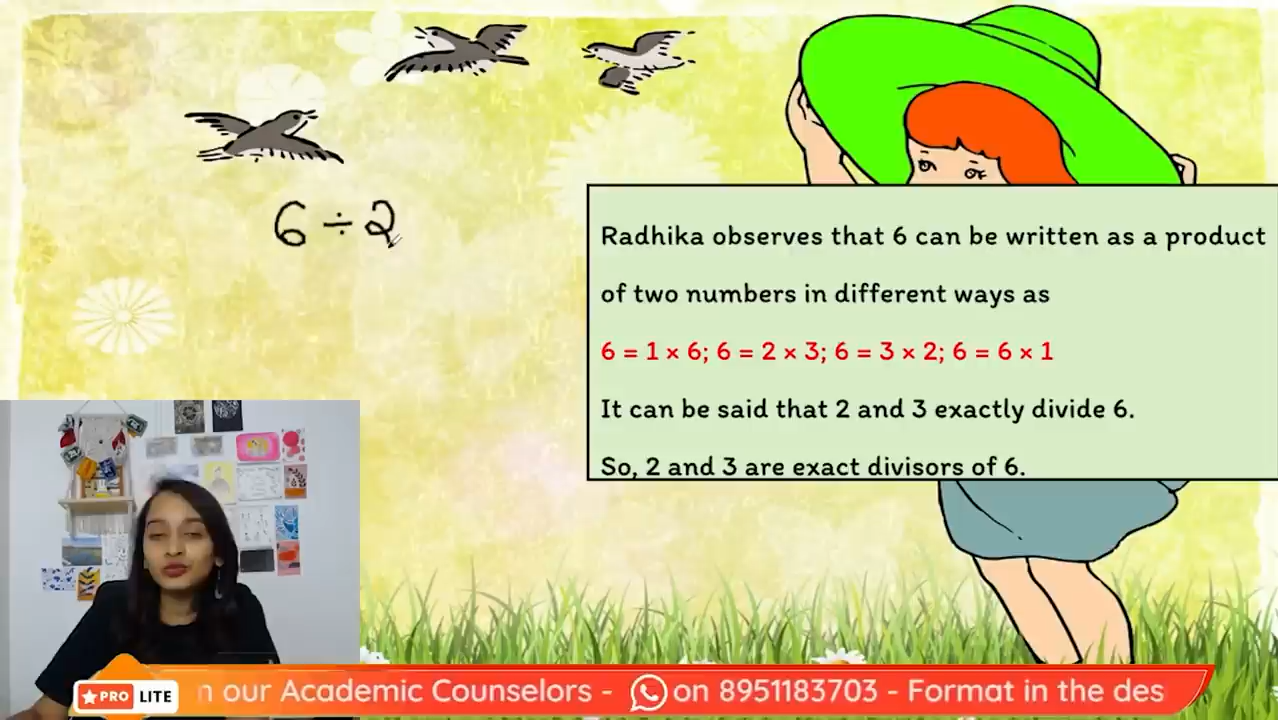 6 ÷ 2
Radhika observes that 6 can be written as a product
of two numbers in different ways as
6 = 1 × 6; 6 = 2 × 3; 6 = 3 × 2; 6 = 6 × 1
It can be said that 2 and 3 exactly divide 6.
So, 2 and 3 are exact divisors of 6.
PRO LITE
n our Academic Counselors - on 8951183703 - Format in the des